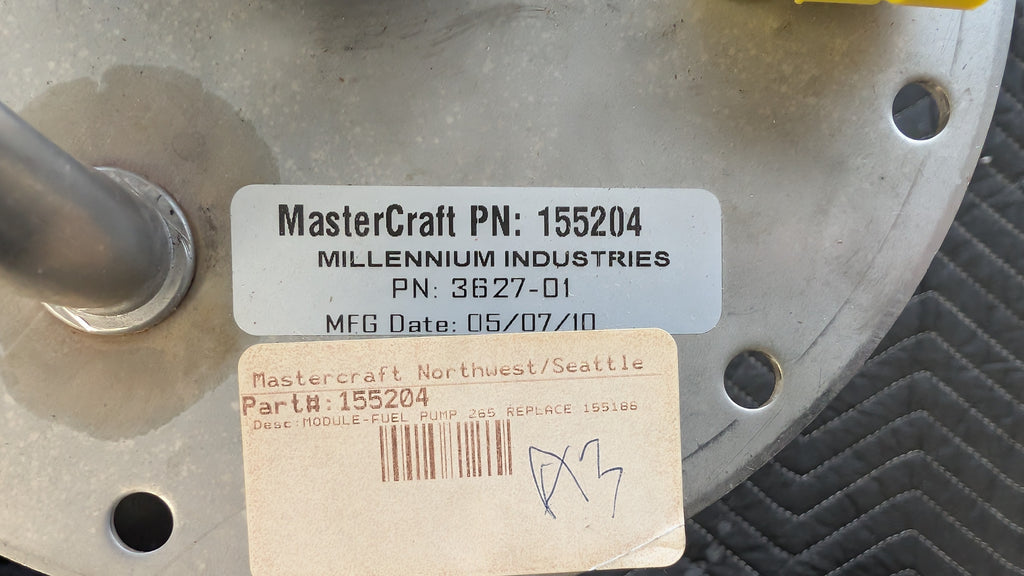 MasterCraft PN: 155204
MILLENNIUM INDUSTRIES
PN: 3627-01
MFG Date: 05/07/10
Mastercraft Northwest/Seattle
Part#:155204
Desc:MODULE-FUEL PUMP 265 REPLACE 155186